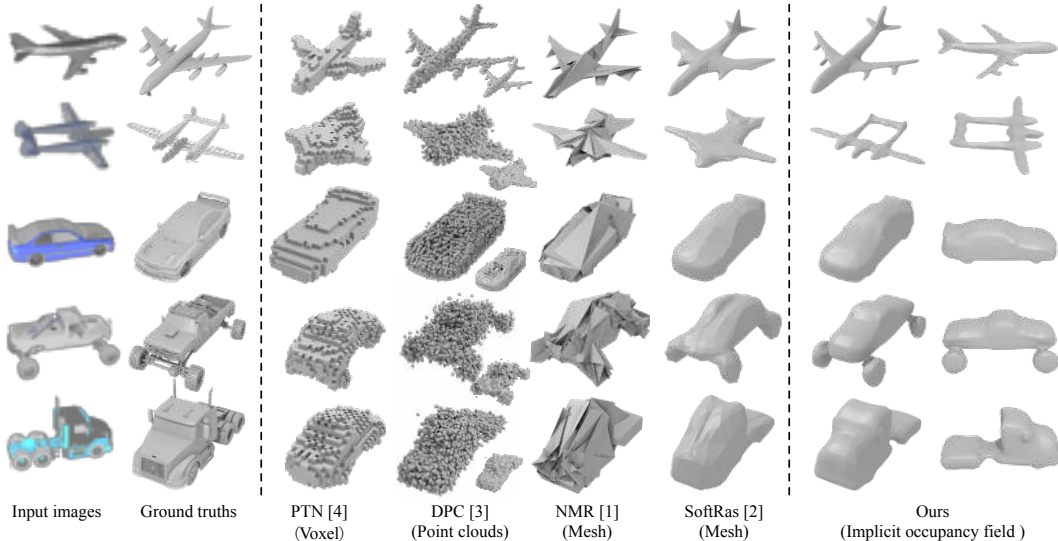 Input images
Ground truths
PTN [4]
(Voxel)
DPC [3]
(Point clouds)
NMR [1]
(Mesh)
SoftRas [2]
(Mesh)
Ours
(Implicit occupancy field )